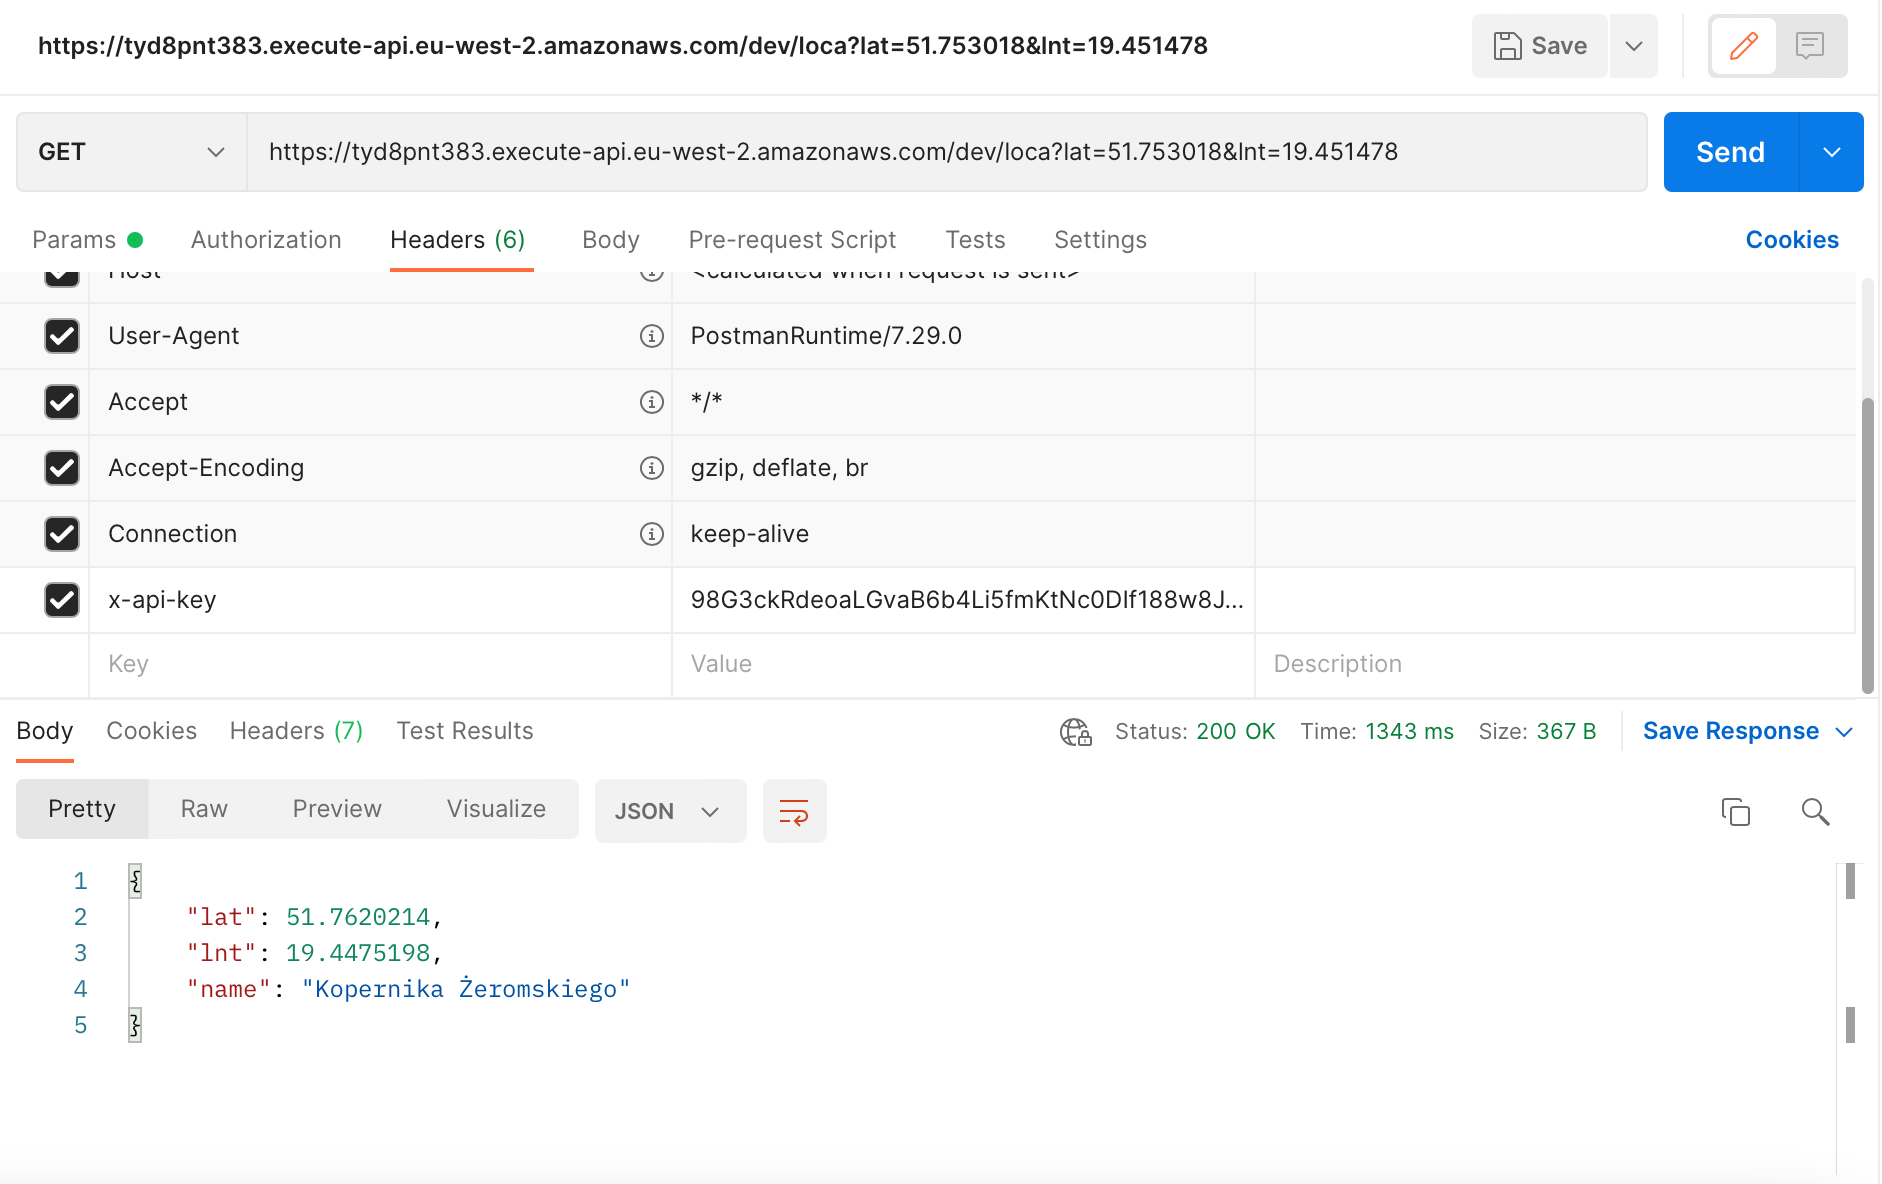 https://tyd8pnt383.execute-api.eu-west-2.amazonaws.com/dev/loca?lat=51.753018&lnt=19.451478
Save
GET
https://tyd8pnt383.execute-api.eu-west-2.amazonaws.com/dev/loca?lat=51.753018&lnt=19.451478
Send
Params Authorization Headers (6) Body Pre-request Script Tests Settings Cookies
Host <calculated when request is sent>
User-Agent PostmanRuntime/7.29.0
Accept */*
Accept-Encoding gzip, deflate, br
Connection keep-alive
x-api-key 98G3ckRdeoaLGvaB6b4Li5fmKtNc0DIf188w8J...
Key Value Description
Body Cookies Headers (7) Test Results Status: 200 OK Time: 1343 ms Size: 367 B Save Response
Pretty Raw Preview Visualize JSON
1 {
2 "lat": 51.7620214,
3 "lnt": 19.4475198,
4 "name": "Kopernika Żeromskiego"
5 }